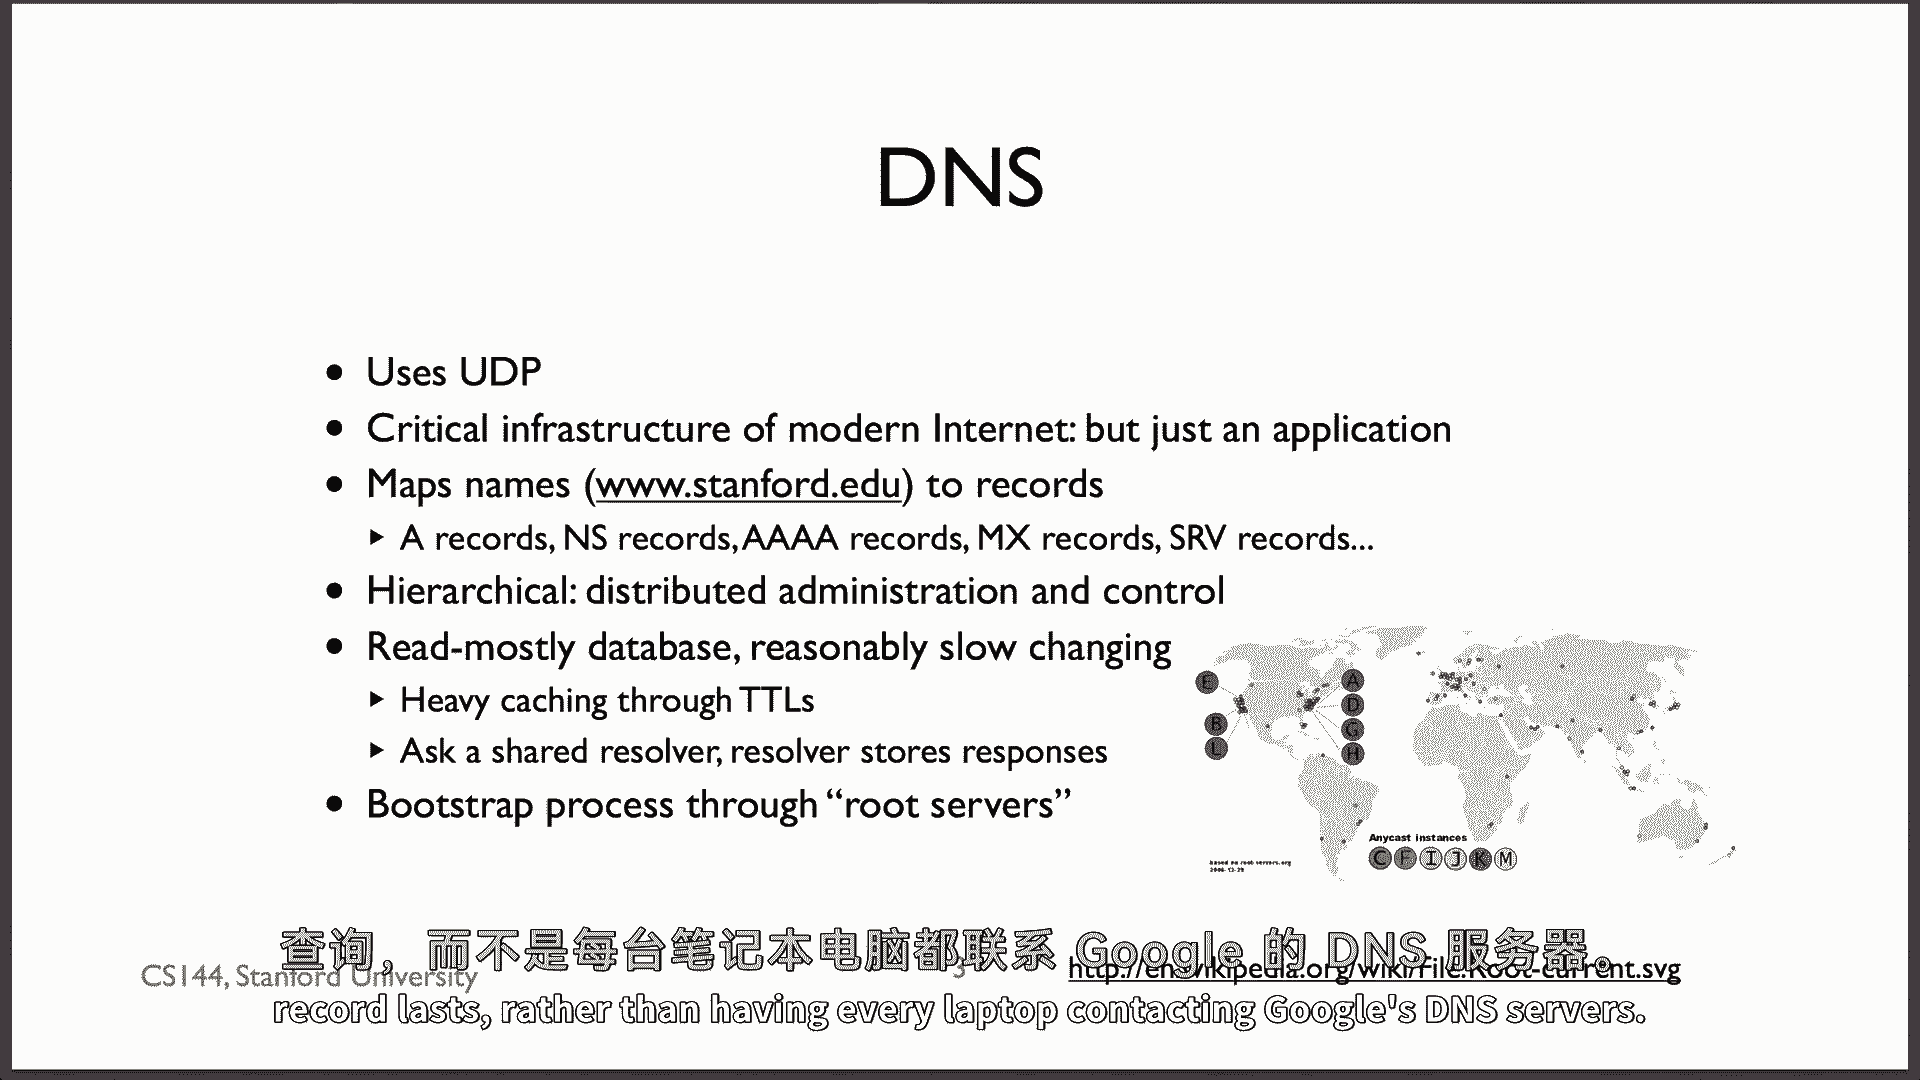 DNS
• Uses UDP
• Critical infrastructure of modern Internet: but just an application
• Maps names (www.stanford.edu) to records
▸ A records, NS records, AAAA records, MX records, SRV records...
• Hierarchical: distributed administration and control
• Read-mostly database, reasonably slow changing
▸ Heavy caching through TTLs
▸ Ask a shared resolver, resolver stores responses
• Bootstrap process through “root servers”
E
B
L
A
D
G
H
Anycast instances
C F I J K M
based on root-servers.org
查询，而不是每台笔记本电脑都联系 Google 的 DNS 服务器。
CS144, Stanford University
3
http://en.wikipedia.org/wiki/File:Root-current.svg
record lasts, rather than having every laptop contacting Google's DNS servers.